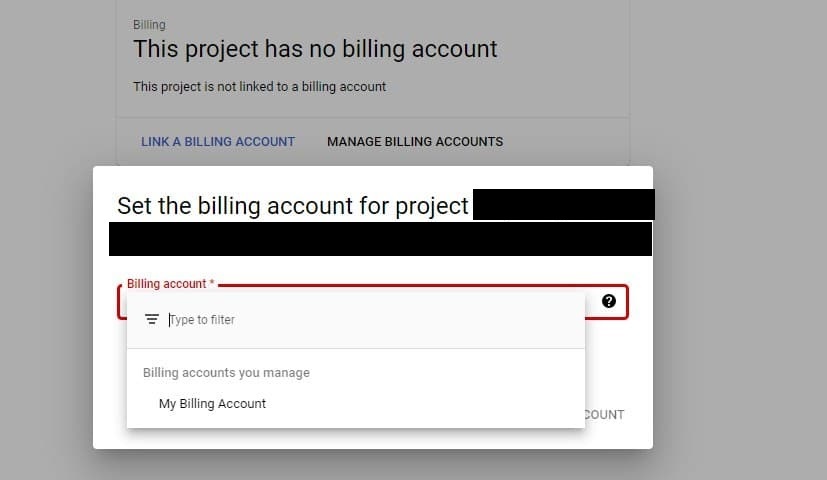 Billing
This project has no billing account
This project is not linked to a billing account
LINK A BILLING ACCOUNT MANAGE BILLING ACCOUNTS
Set the billing account for project
Billing account *
Type to filter
Billing accounts you manage
My Billing Account
COUNT